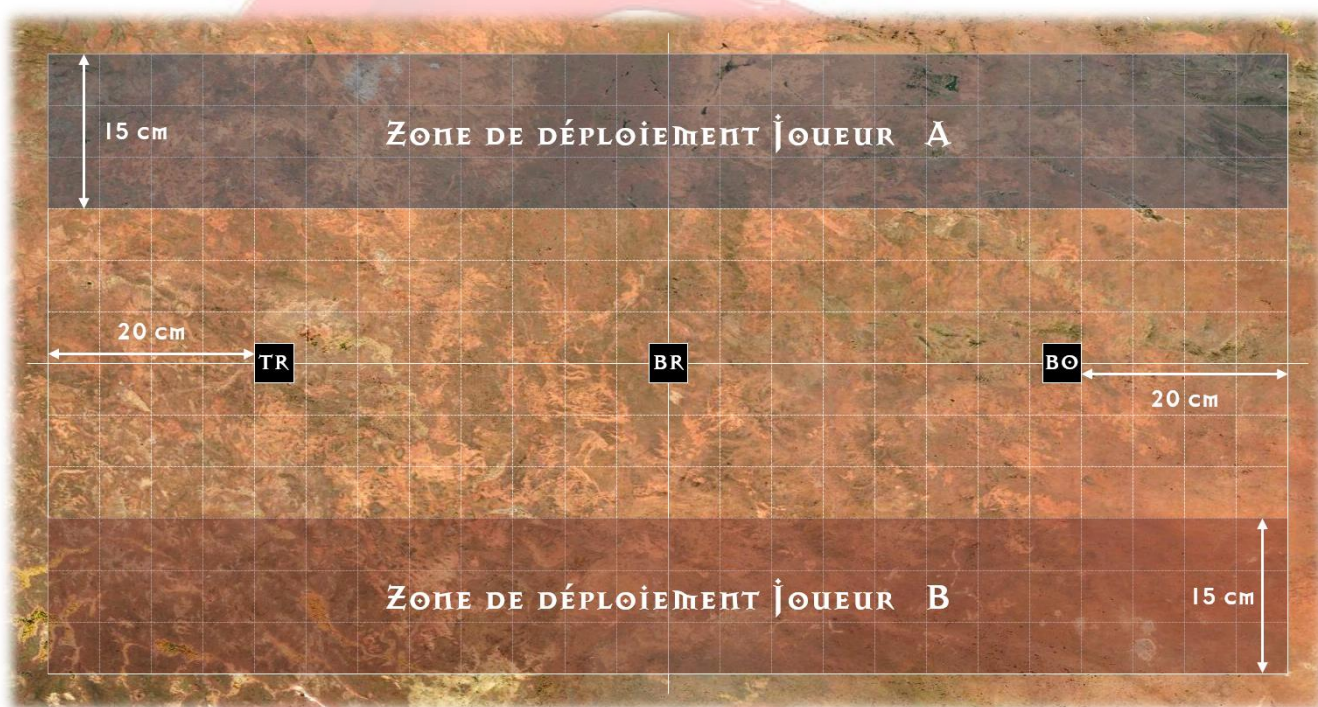 15 cm
Zone de déploiement Joueur A
20 cm
TR
BR
BO
20 cm
Zone de déploiement Joueur B
15 cm